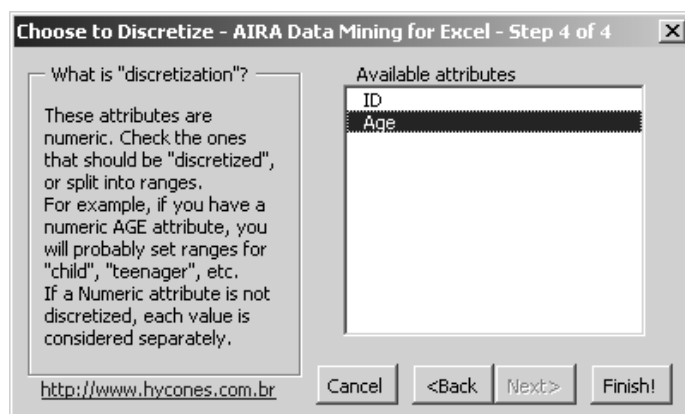 Choose to Discretize - AIRA Data Mining for Excel - Step 4 of 4
What is "discretization"?
These attributes are
numeric. Check the ones
that should be "discretized",
or split into ranges.
For example, if you have a
numeric AGE attribute, you
will probably set ranges for
"child", "teenager", etc.
If a Numeric attribute is not
discretized, each value is
considered separately.
http://www.hycones.com.br
Available attributes
ID
Age
Cancel
<Back
Next>
Finish!